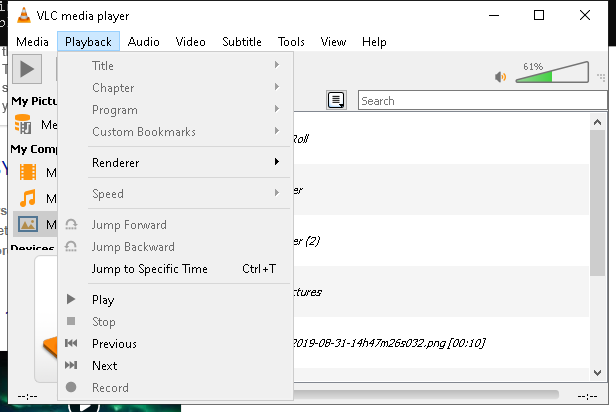 VLC media player
Media Playback Audio Video Subtitle Tools View Help
61%
Title
Chapter
Program
Custom Bookmarks
Renderer
Speed
Jump Forward
Jump Backward
Jump to Specific Time Ctrl+T
Play
Stop
Previous
Next
Record
Search
My Pictu
Me
My Comp
M
M
M
Devices
oll
er
er (2)
tures
2019-08-31-14h47m26s032.png [00:10]
--:--
--:--